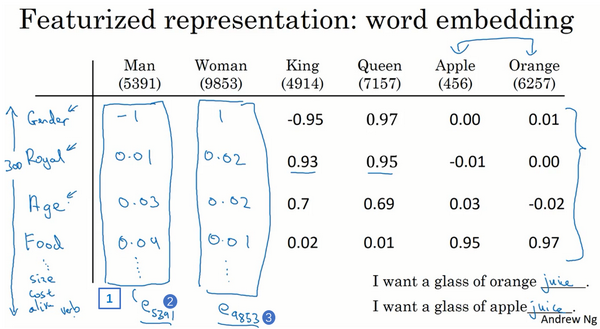 Featurized representation: word embedding
Man Woman King Queen Apple Orange
(5391) (9853) (4914) (7157) (456) (6257)
Gender -1 1 -0.95 0.97 0.00 0.01
300 Royal 0.01 0.02 0.93 0.95 -0.01 0.00
Age 0.03 0.02 0.7 0.69 0.03 -0.02
Food 0.04 0.01 0.02 0.01 0.95 0.97
size
cost
verb
I want a glass of orange juice.
I want a glass of apple juice.
1 e5391 2 e9853 3
Andrew Ng